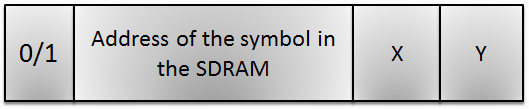 0/1
Address of the symbol in
the SDRAM
X
Y